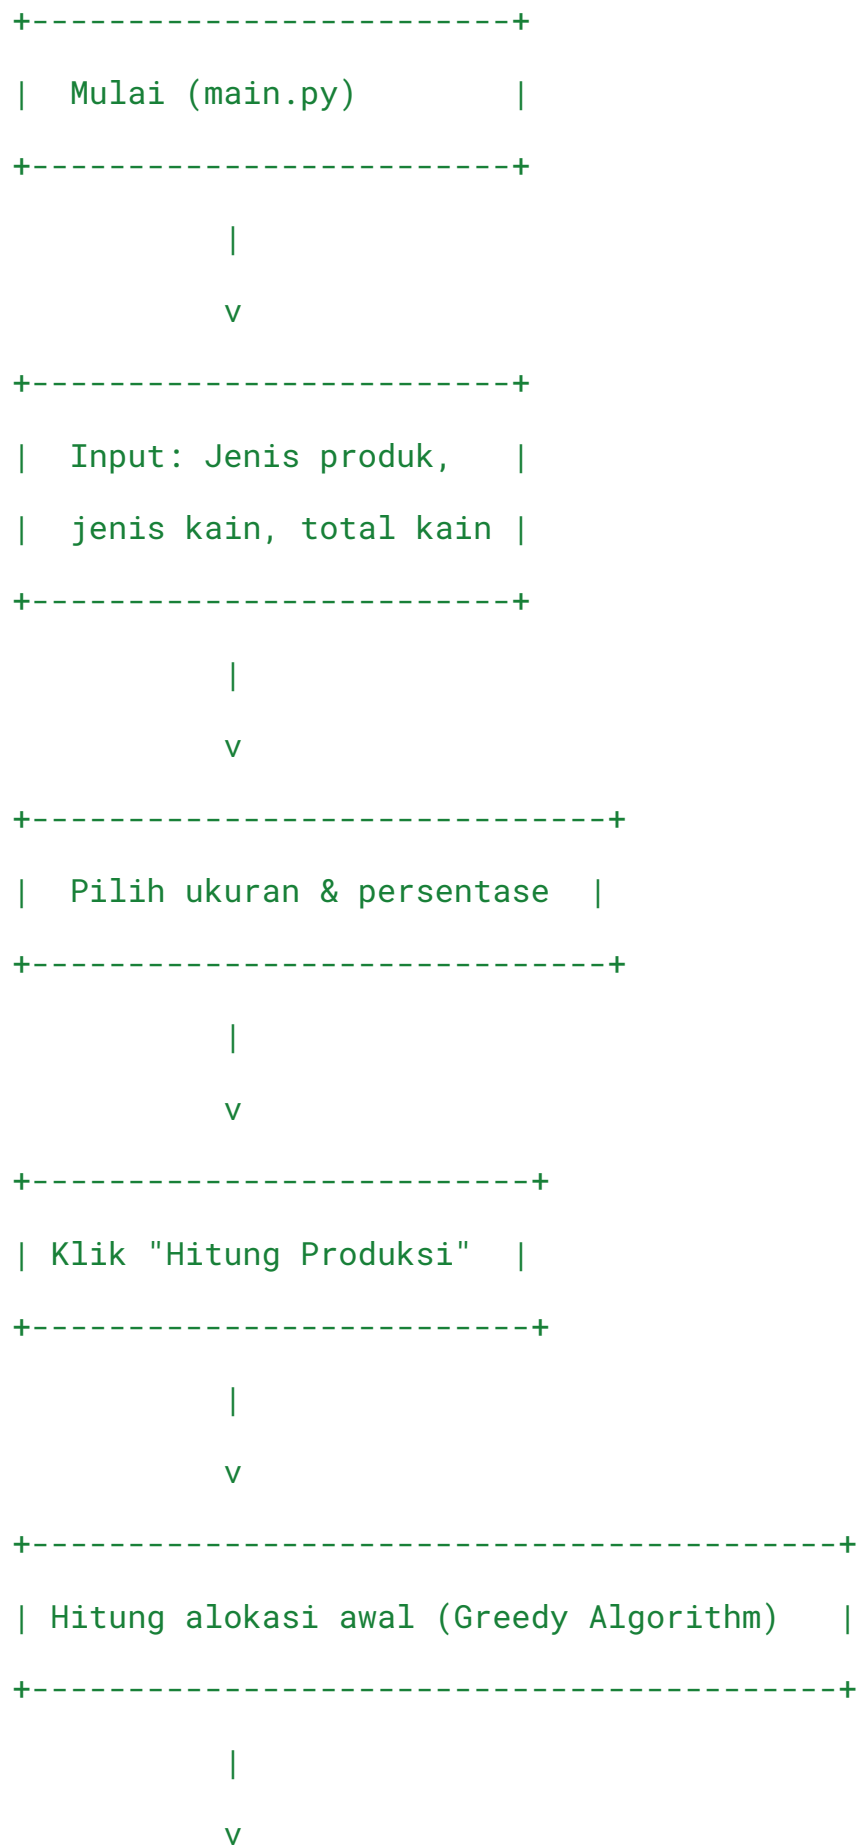 +-------------------------+
|  Mulai (main.py)        |
+-------------------------+
           |
           v
+-------------------------+
|  Input: Jenis produk,   |
|  jenis kain, total kain |
+-------------------------+
           |
           v
+------------------------------+
|  Pilih ukuran & persentase  |
+------------------------------+
           |
           v
+--------------------------+
| Klik "Hitung Produksi"  |
+--------------------------+
           |
           v
+------------------------------------------+
| Hitung alokasi awal (Greedy Algorithm)   |
+------------------------------------------+
           |
           v